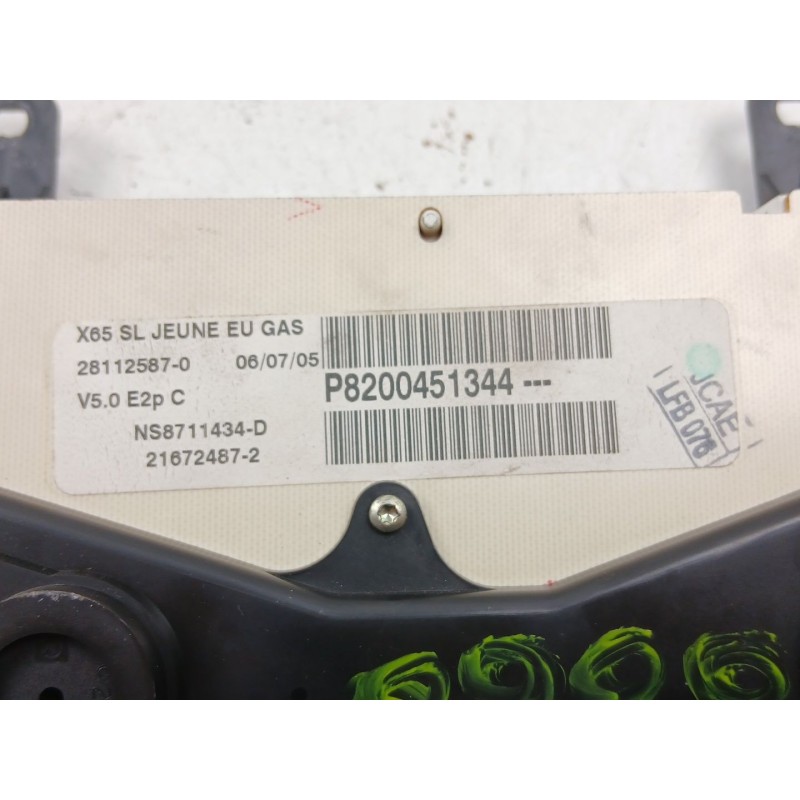 X65 SL JEUNE EU GAS
28112587-0 06/07/05
V5.0 E2p C
NS8711434-D
21672487-2
P8200451344 ---
JCAE
LFB 076